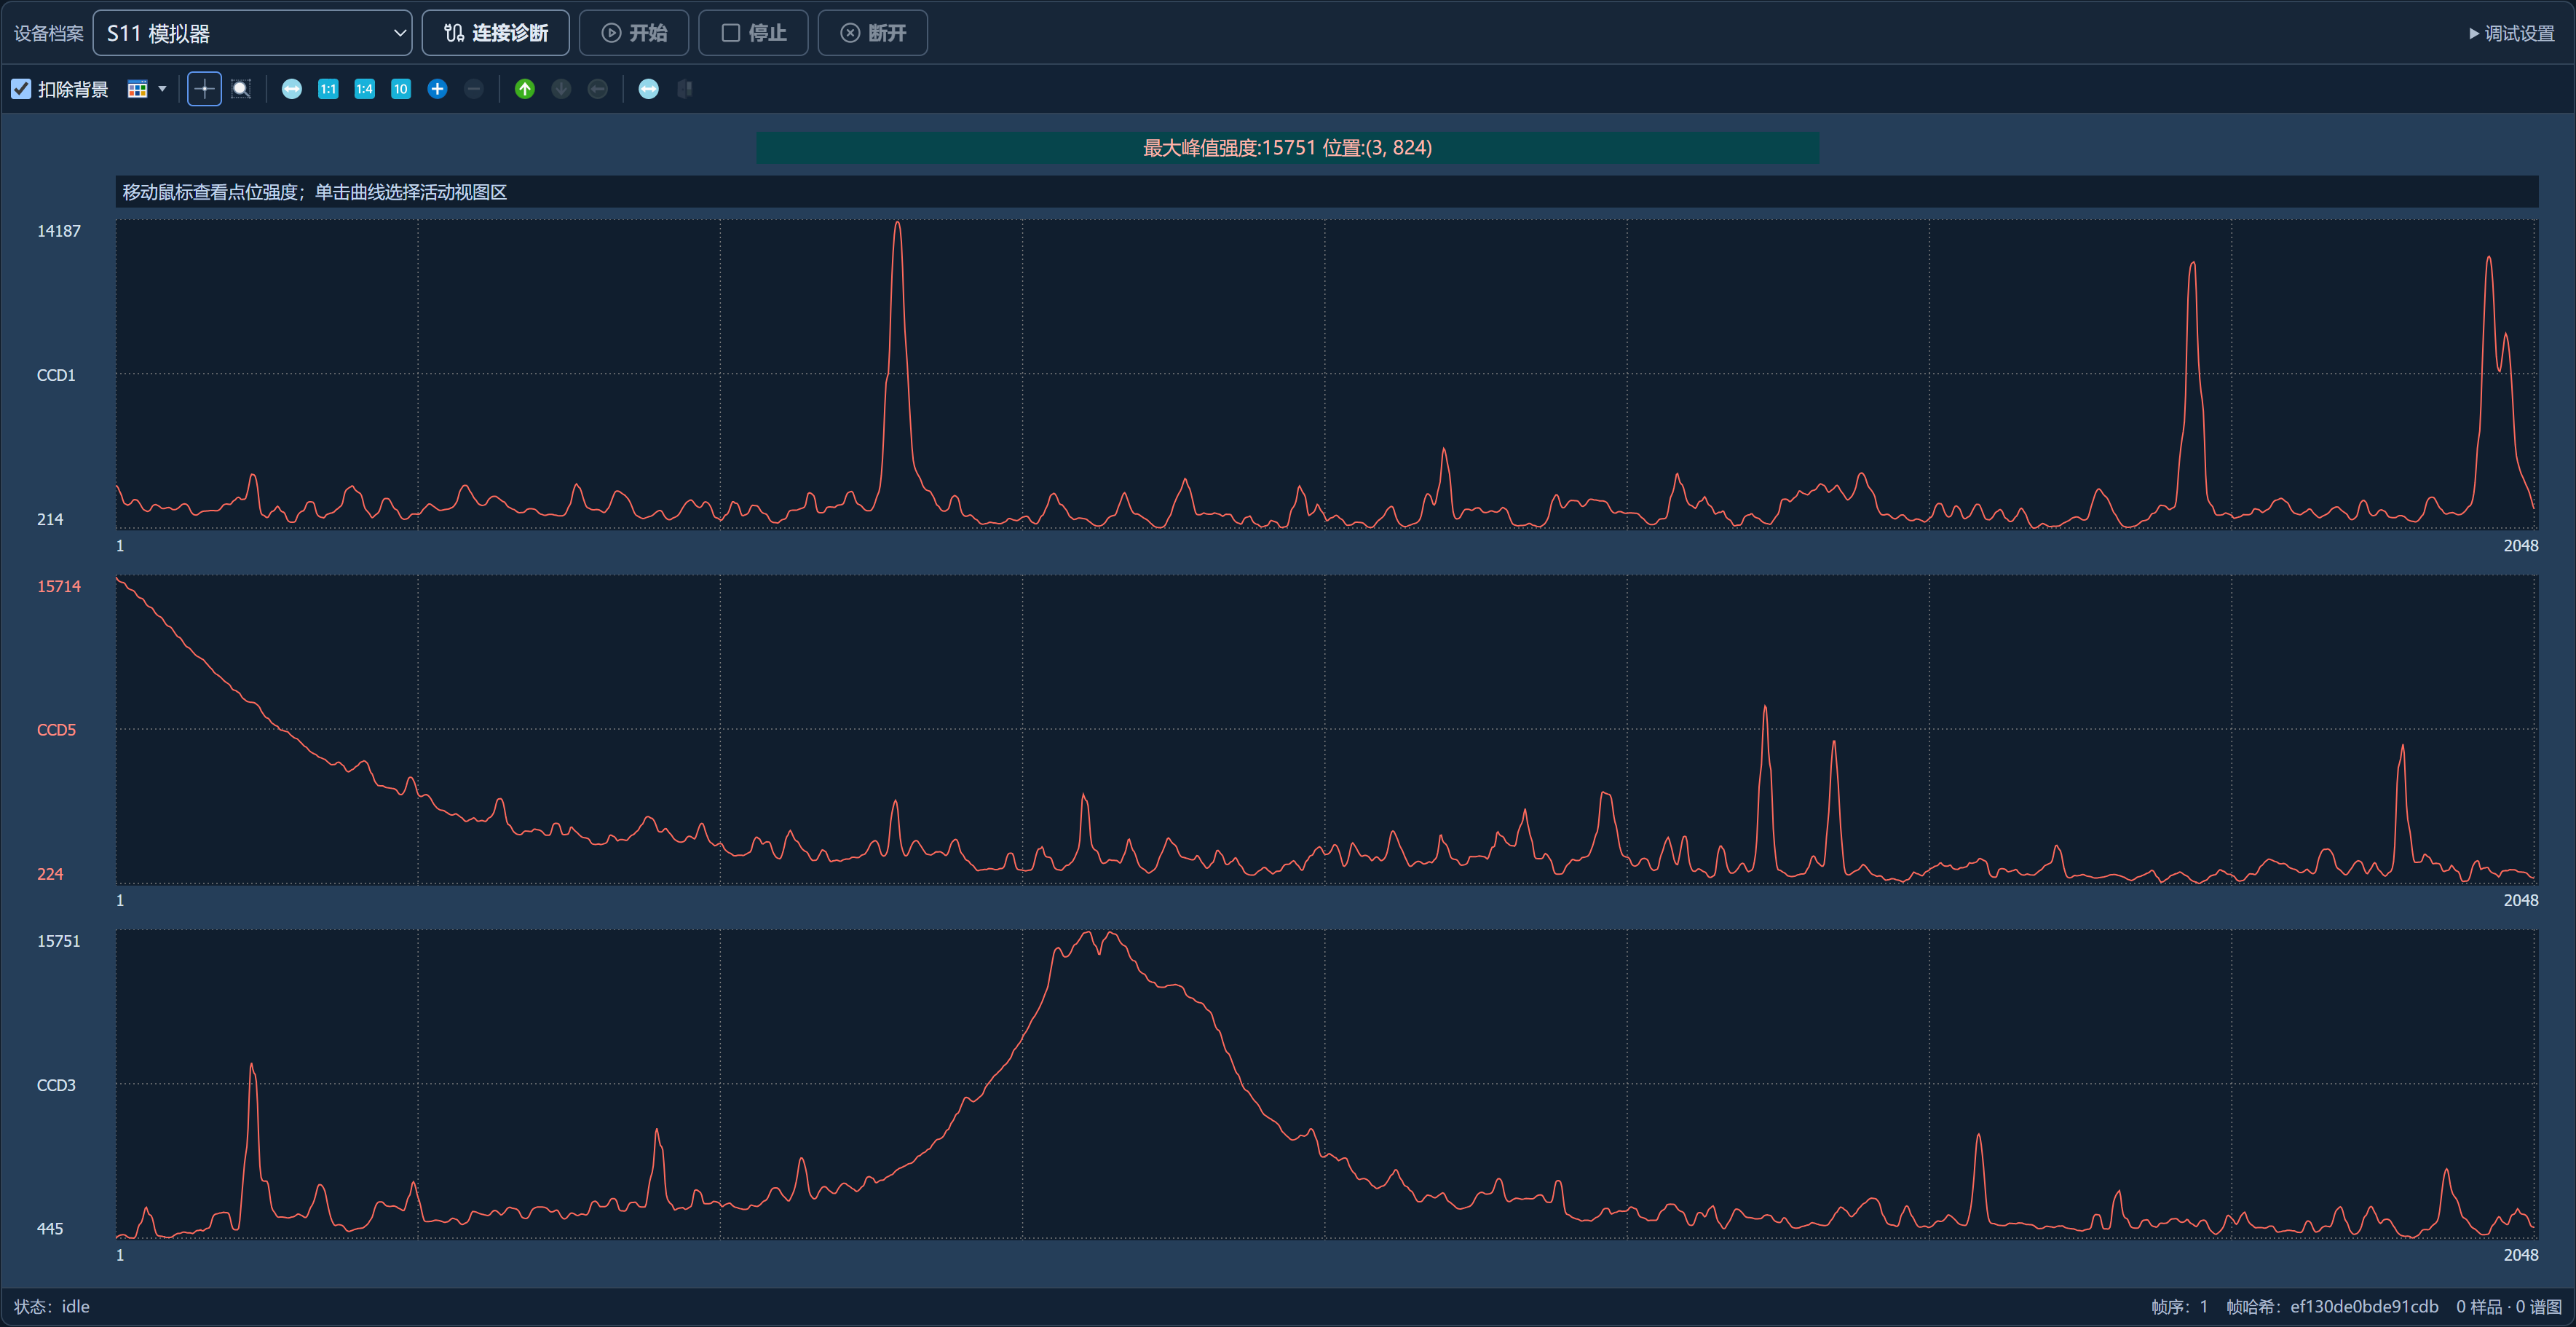 设备档案 S11 模拟器 连接诊断 开始 停止 断开 调试设置
扣除背景 1:1 1:4 10
最大峰值强度:15751 位置:(3, 824)
移动鼠标查看点位强度；单击曲线选择活动视图区
14187
CCD1
214
1 2048
15714
CCD5
224
1 2048
15751
CCD3
445
1 2048
状态：idle 帧序：1 帧哈希：ef130de0bde91cdb 0 样品 · 0 谱图